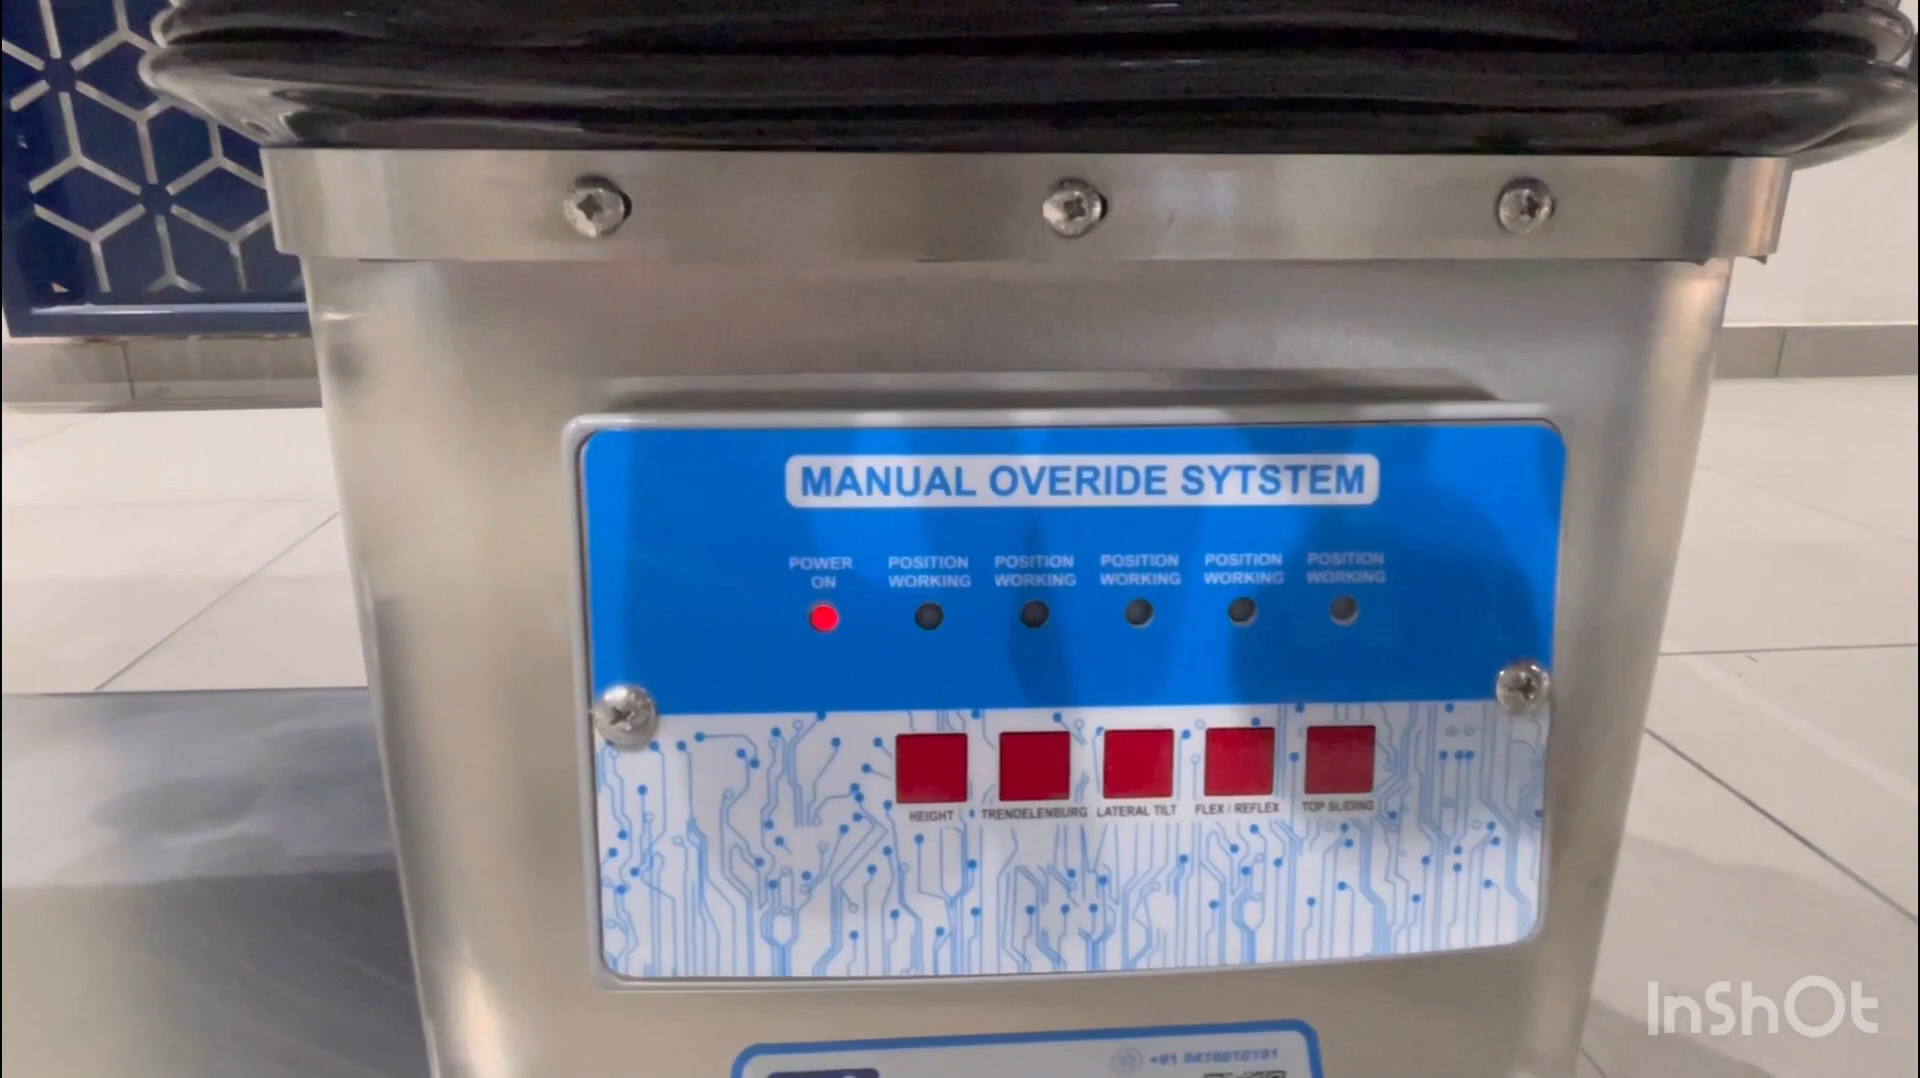 MANUAL OVERIDE SYTSTEM
POWER ON
POSITION WORKING
POSITION WORKING
POSITION WORKING
POSITION WORKING
POSITION WORKING
HEIGHT
TRENDELENBURG
LATERAL TILT
FLEX / REFLEX
TOP SLIDING
InShOt